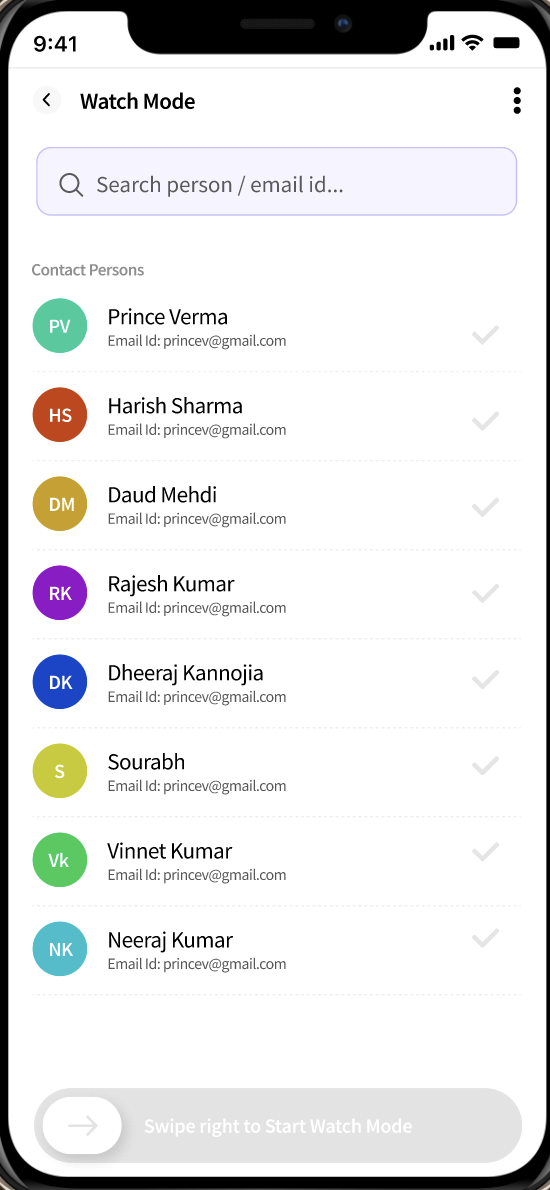 9:41
Watch Mode
Search person / email id...
Contact Persons
PV
Prince Verma
Email Id: princev@gmail.com
HS
Harish Sharma
Email Id: princev@gmail.com
DM
Daud Mehdi
Email Id: princev@gmail.com
RK
Rajesh Kumar
Email Id: princev@gmail.com
DK
Dheeraj Kannojia
Email Id: princev@gmail.com
S
Sourabh
Email Id: princev@gmail.com
Vk
Vinnet Kumar
Email Id: princev@gmail.com
NK
Neeraj Kumar
Email Id: princev@gmail.com
Swipe right to Start Watch Mode